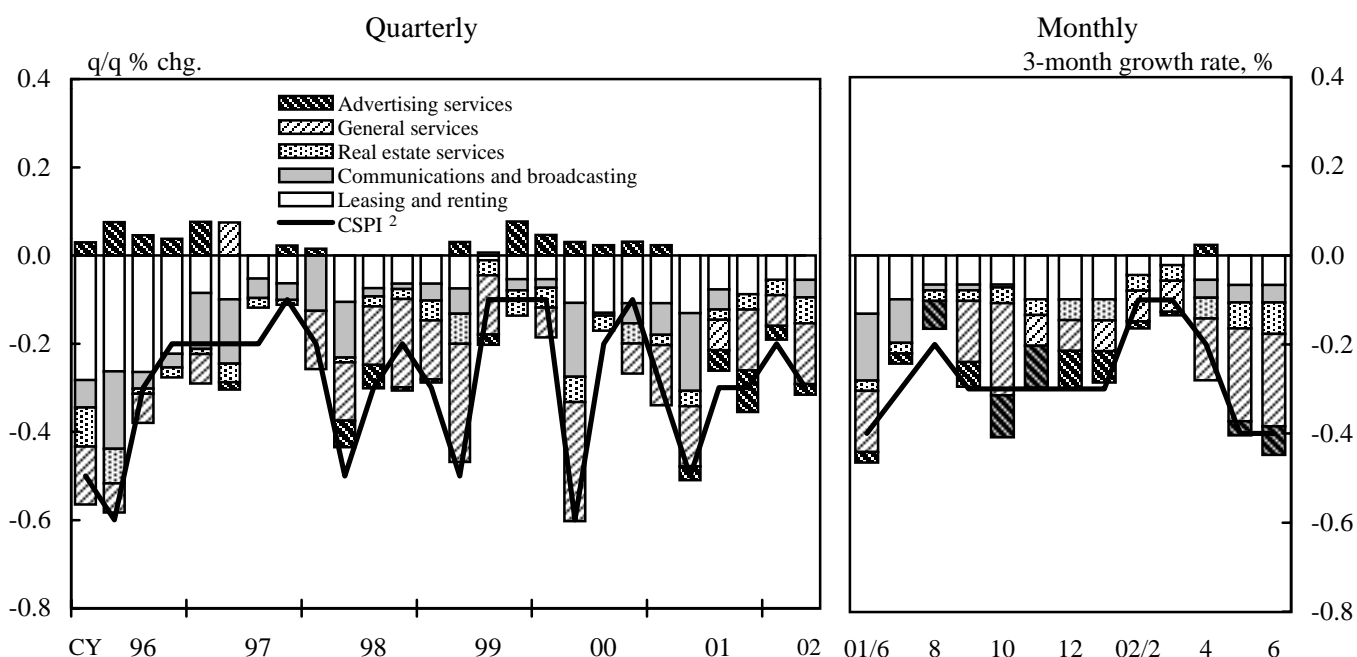 Quarterly
Monthly
q/q % chg.
3-month growth rate, %
0.4
0.2
0.0
-0.2
-0.4
-0.6
-0.8
Advertising services
General services
Real estate services
Communications and broadcasting
Leasing and renting
CSPI 2
0.4
0.2
0.0
-0.2
-0.4
-0.6
-0.8
CY 96 97 98 99 00 01 02
01/6 8 10 12 02/2 4 6